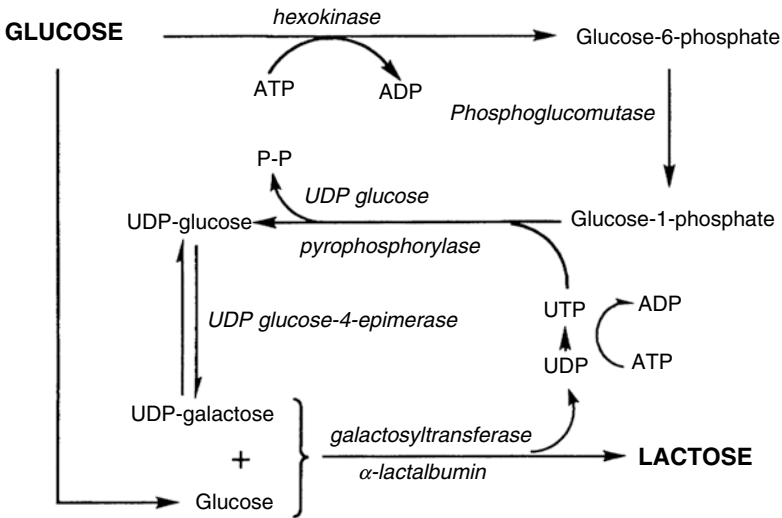 hexokinase
GLUCOSE
Glucose-6-phosphate
ATP
ADP
Phosphoglucomutase
P-P
UDP glucose
UDP-glucose
Glucose-1-phosphate
pyrophosphorylase
UTP
ADP
UDP glucose-4-epimerase
UDP
ATP
UDP-galactose
galactosyltransferase
+
LACTOSE
α-lactalbumin
Glucose